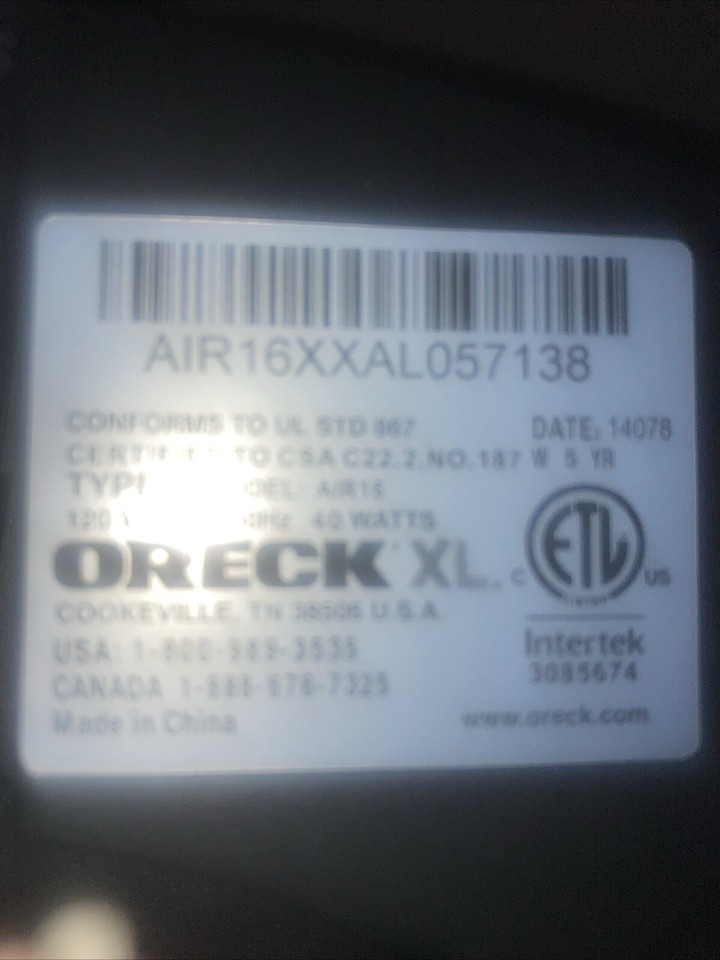 AIR16XXAL057138
CONFORMS TO UL STD 867
DATE: 14078
TO CSA C22.2.NO.187 W 5 YR
AIR16
40 WATTS
ORECK XL.
ETL
C US
LISTED
COOKEVILLE, TN 38506 U.S.A.
Intertek
3085674
USA: 1-800-989-3535
CANADA 1-888-676-7325
Made in China
www.oreck.com